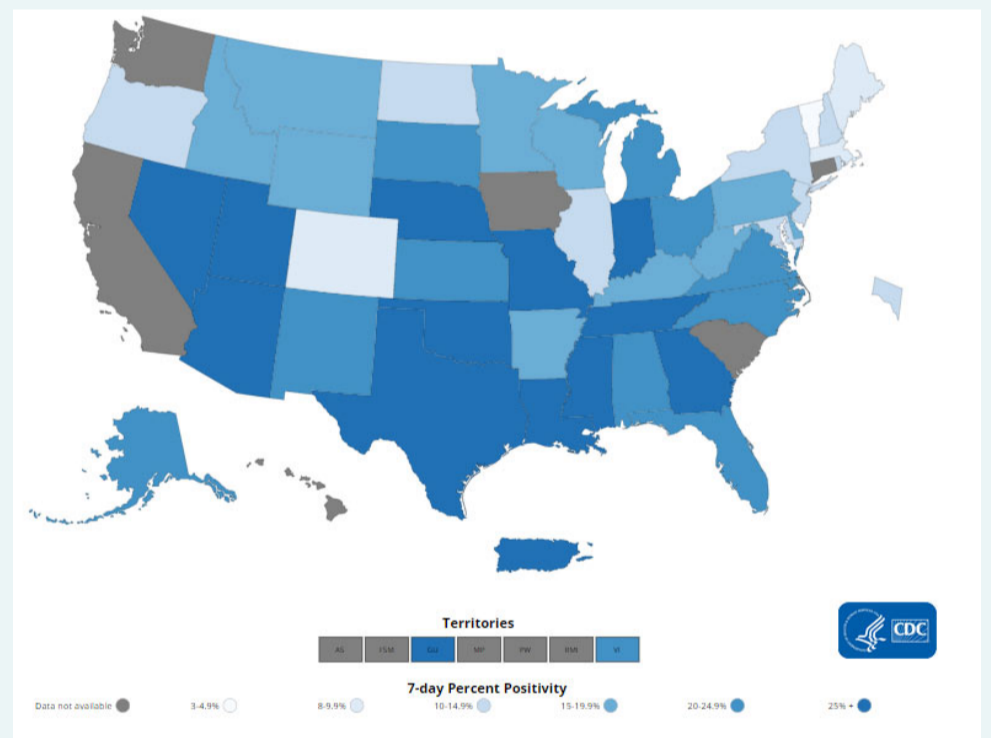 Territories
AS FSM GU MP PW RMI VI
CDC
7-day Percent Positivity
Data not available 3-4.9% 8-9.9% 10-14.9% 15-19.9% 20-24.9% 25% +